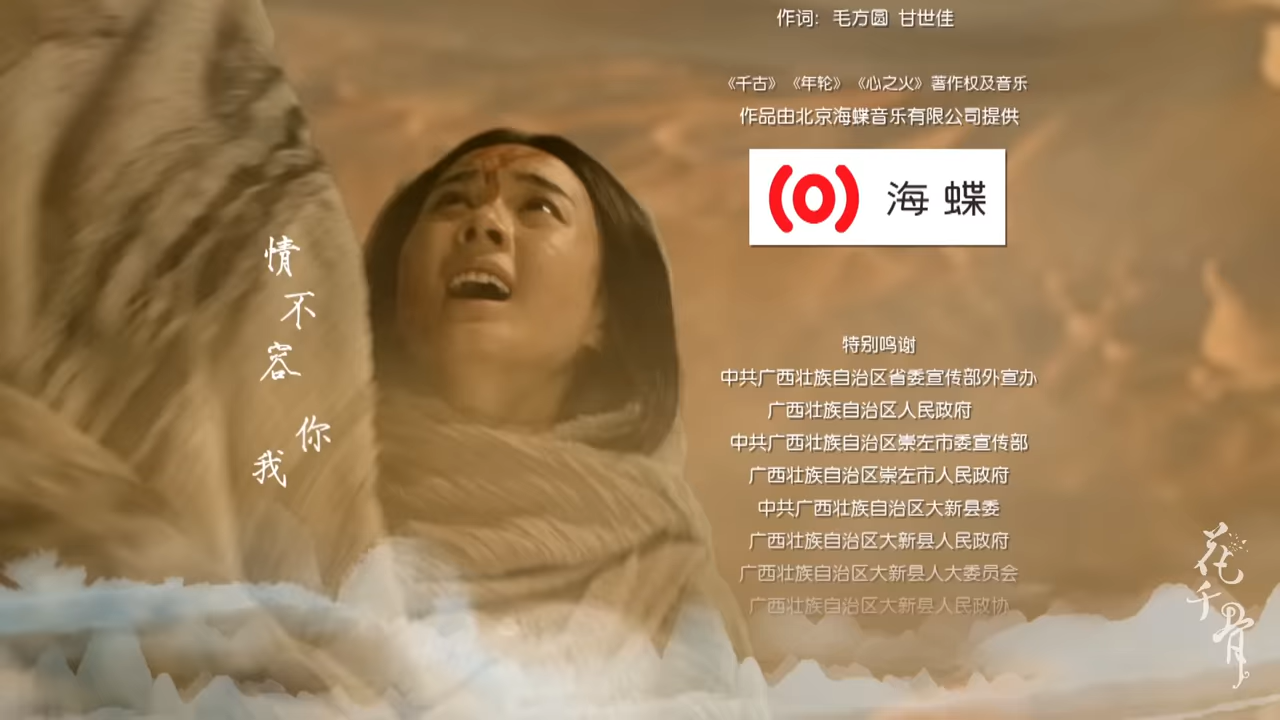 作词：毛方圆 甘世佳
《千古》《年轮》《心之火》著作权及音乐
作品由北京海蝶音乐有限公司提供
海蝶
特别鸣谢
中共广西壮族自治区省委宣传部外宣办
广西壮族自治区人民政府
中共广西壮族自治区崇左市委宣传部
广西壮族自治区崇左市人民政府
中共广西壮族自治区大新县委
广西壮族自治区大新县人民政府
广西壮族自治区大新县人大委员会
广西壮族自治区大新县人民政协
情不容你我
花千骨